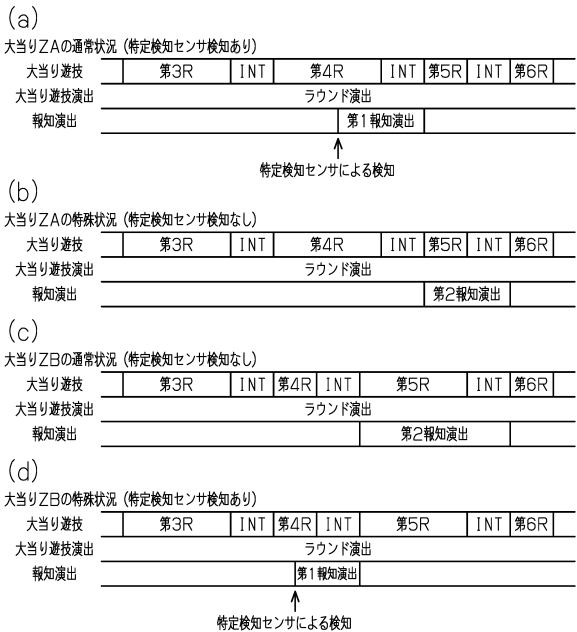 (a)
大当りZAの通常状況（特定検知センサ検知あり）
大当り遊技 第3R INT 第4R INT 第5R INT 第6R
大当り遊技演出 ラウンド演出
報知演出 第1報知演出
特定検知センサによる検知
(b)
大当りZAの特殊状況（特定検知センサ検知なし）
大当り遊技 第3R INT 第4R INT 第5R INT 第6R
大当り遊技演出 ラウンド演出
報知演出 第2報知演出
(c)
大当りZBの通常状況（特定検知センサ検知なし）
大当り遊技 第3R INT 第4R INT 第5R INT 第6R
大当り遊技演出 ラウンド演出
報知演出 第2報知演出
(d)
大当りZBの特殊状況（特定検知センサ検知あり）
大当り遊技 第3R INT 第4R INT 第5R INT 第6R
大当り遊技演出 ラウンド演出
報知演出 第1報知演出
特定検知センサによる検知